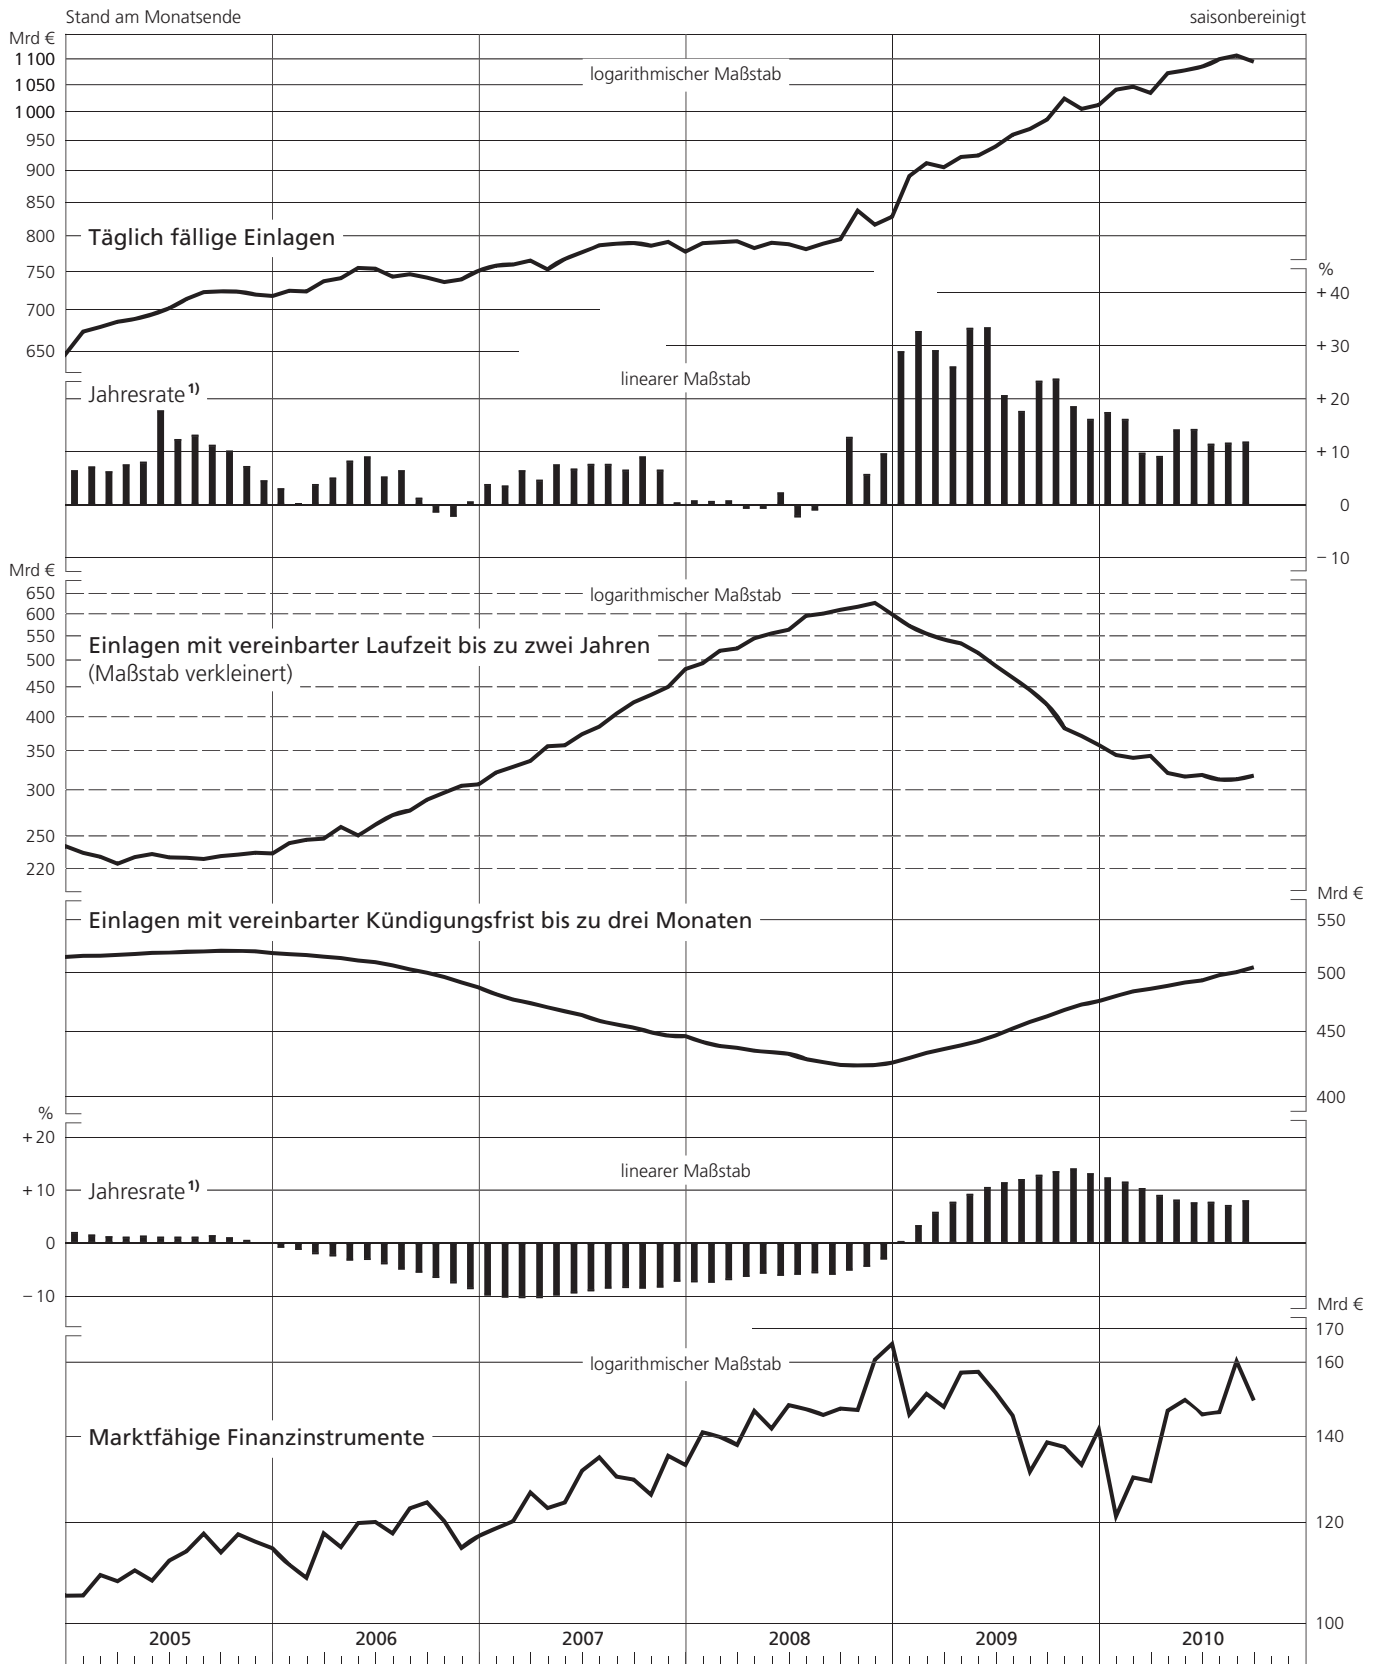 Stand am Monatsende saisonbereinigt
Mrd €
1 100
logarithmischer Maßstab
1 050
1 000
950
900
850
800
Täglich fällige Einlagen
750
%
+ 40
700
650
+ 30
linearer Maßstab
Jahresrate 1)
+ 20
+ 10
0
− 10
Mrd €
650
logarithmischer Maßstab
600
550
Einlagen mit vereinbarter Laufzeit bis zu zwei Jahren
500
(Maßstab verkleinert)
450
400
350
300
250
220
Mrd €
Einlagen mit vereinbarter Kündigungsfrist bis zu drei Monaten
550
500
450
400
%
+ 20
linearer Maßstab
+ 10
Jahresrate 1)
0
− 10
Mrd €
170
logarithmischer Maßstab
160
Marktfähige Finanzinstrumente
140
120
100
2005 2006 2007 2008 2009 2010